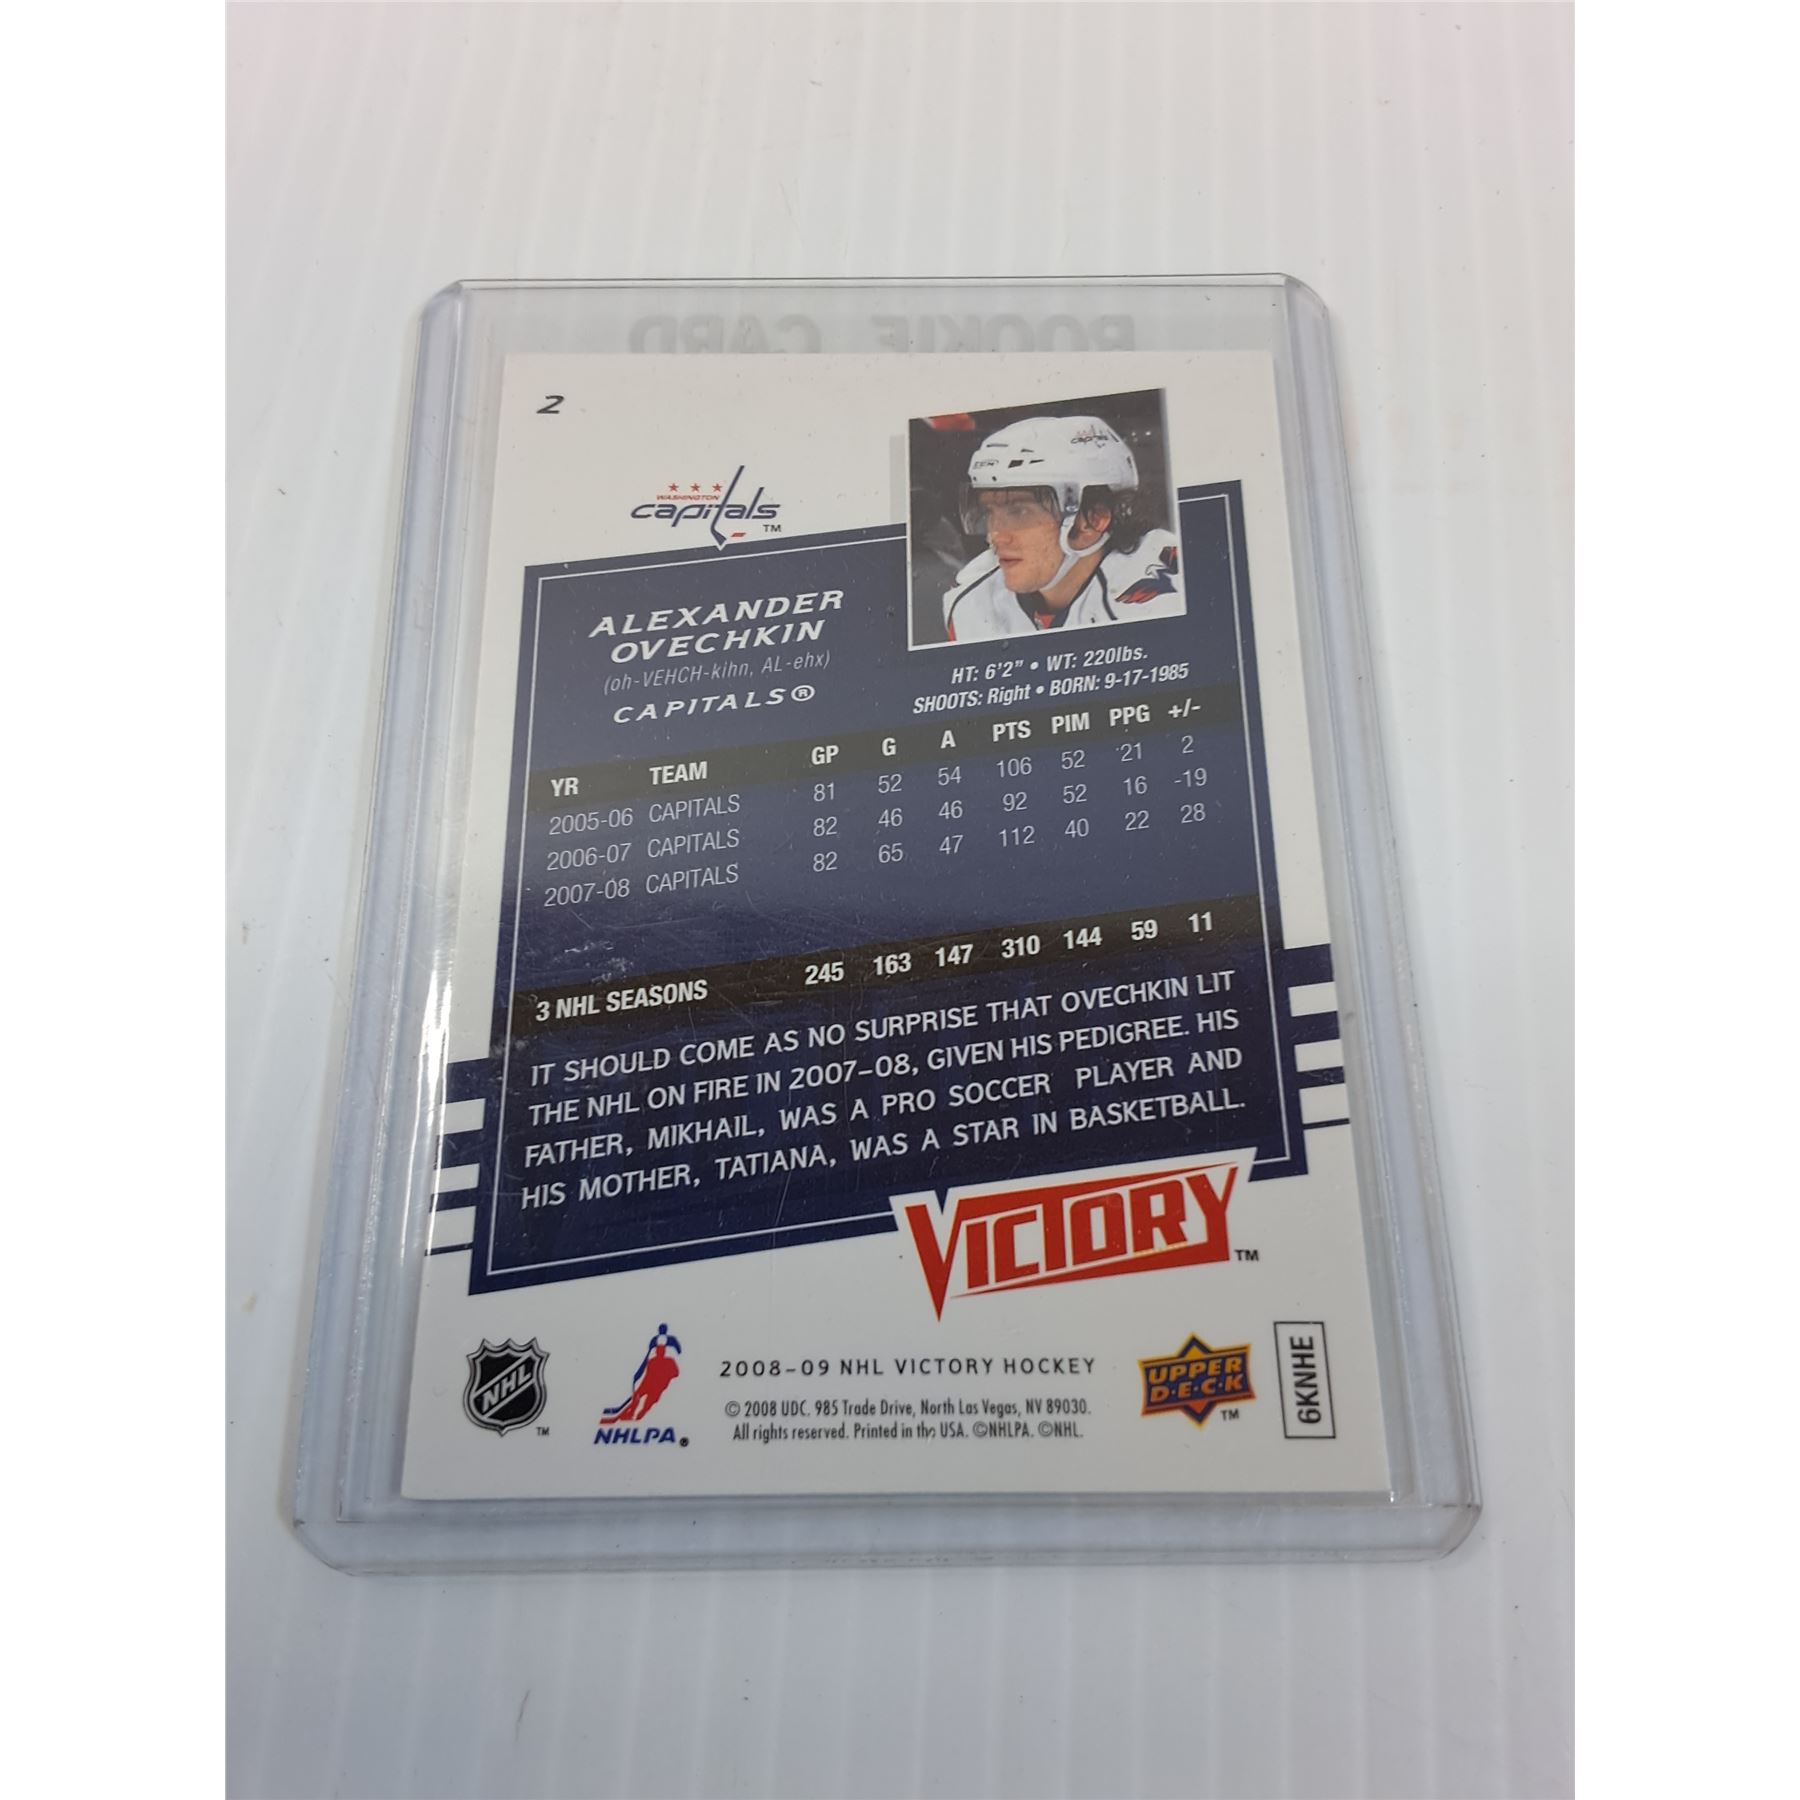 ROOKIE CARD
2
WASHINGTON
capitals TM
capitals
ALEXANDER
OVECHKIN
(oh-VEHCH-kihn, AL-ehx)
CAPITALS®
HT: 6'2" • WT: 220lbs.
SHOOTS: Right • BORN: 9-17-1985
YR TEAM GP G A PTS PIM PPG +/-
2005-06 CAPITALS 81 52 54 106 52 21 2
2006-07 CAPITALS 82 46 46 92 52 16 -19
2007-08 CAPITALS 82 65 47 112 40 22 28
3 NHL SEASONS 245 163 147 310 144 59 11
IT SHOULD COME AS NO SURPRISE THAT OVECHKIN LIT
THE NHL ON FIRE IN 2007-08, GIVEN HIS PEDIGREE. HIS
FATHER, MIKHAIL, WAS A PRO SOCCER PLAYER AND
HIS MOTHER, TATIANA, WAS A STAR IN BASKETBALL.
VICTORY TM
NHL TM
NHLPA®
2008-09 NHL VICTORY HOCKEY
© 2008 UDC. 985 Trade Drive, North Las Vegas, NV 89030.
All rights reserved. Printed in the USA. ©NHLPA. ©NHL.
UPPER
D•E•C•K TM
6KNHE